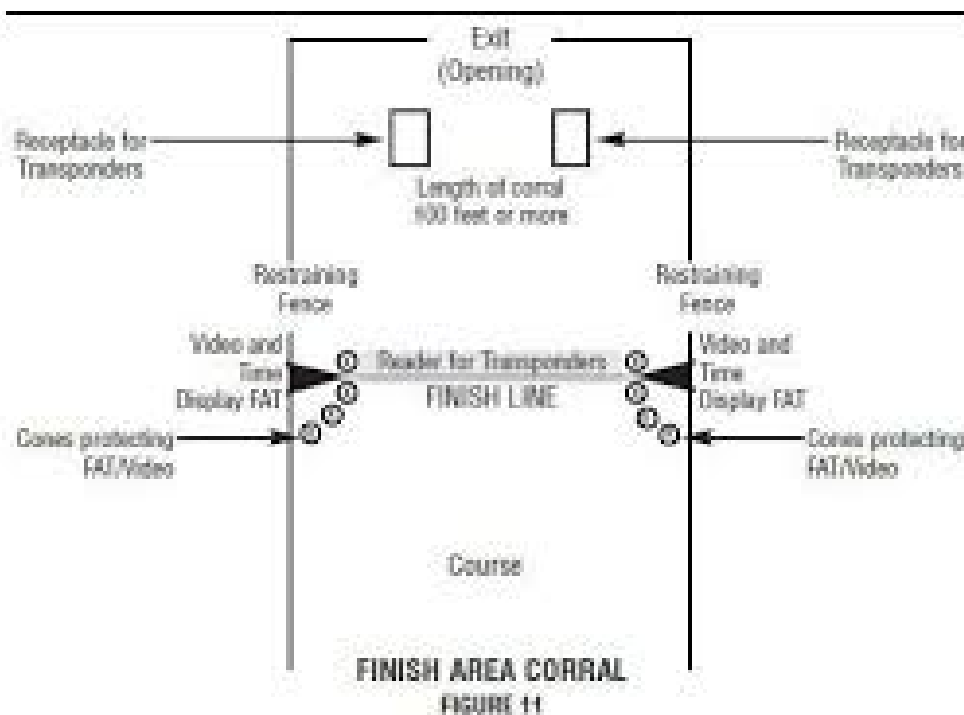 Exit
(Opening)
Receptacle for
Transponders
Receptacle for
Transponders
Length of corral
100 feet or more
Restraining
Fence
Restraining
Fence
Video and
Time
Display FAT
Reader for Transponders
FINISH LINE
Video and
Time
Display FAT
Cones protecting
FAT/Video
Cones protecting
FAT/Video
Course
FINISH AREA CORRAL
FIGURE 11